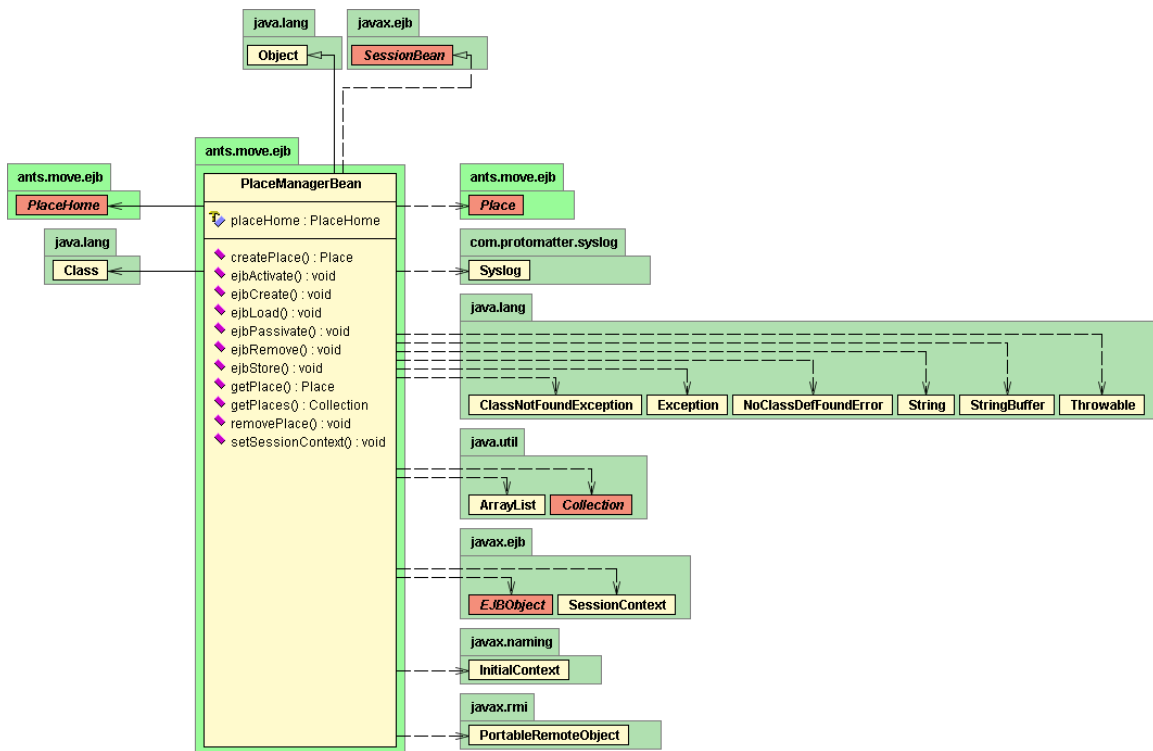 java.lang
Object
javax.ejb
SessionBean
ants.move.ejb
PlaceHome
java.lang
Class
ants.move.ejb
PlaceManagerBean
placeHome : PlaceHome
createPlace() : Place
ejbActivate() : void
ejbCreate() : void
ejbLoad() : void
ejbPassivate() : void
ejbRemove() : void
ejbStore() : void
getPlace() : Place
getPlaces() : Collection
removePlace() : void
setSessionContext() : void
ants.move.ejb
Place
com.protomatter.syslog
Syslog
java.lang
ClassNotFoundException
Exception
NoClassDefFoundError
String
StringBuffer
Throwable
java.util
ArrayList
Collection
javax.ejb
EJBObject
SessionContext
javax.naming
InitialContext
javax.rmi
PortableRemoteObject